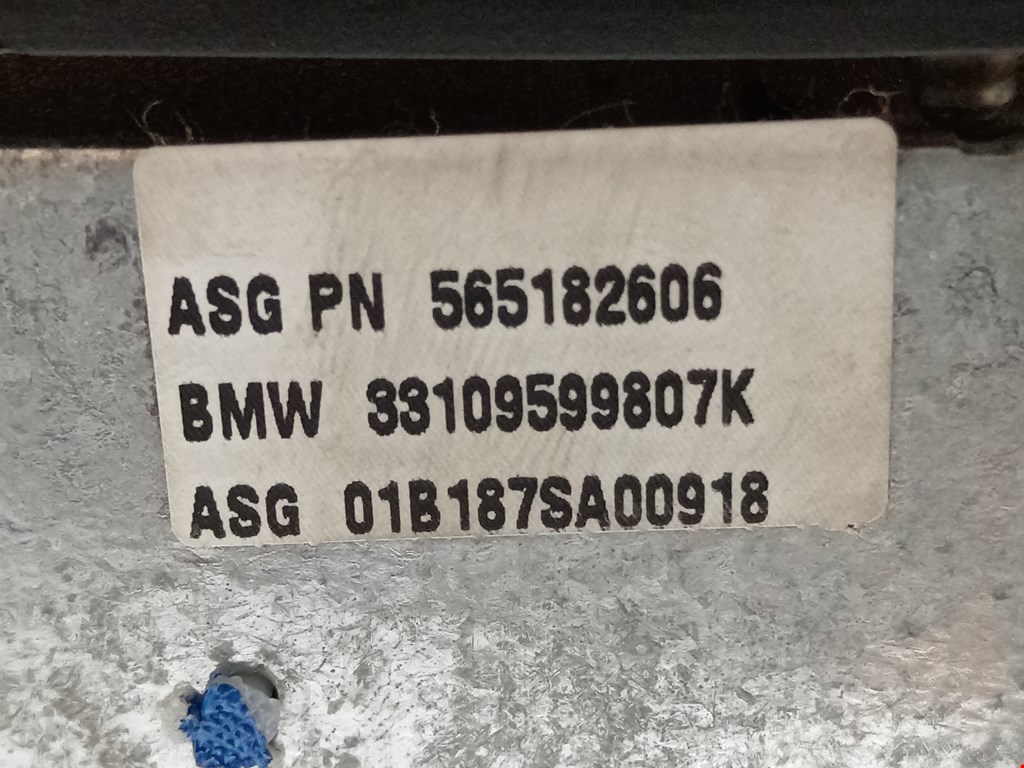 ASG PN 565182606
BMW 33109599807K
ASG 01B187SA00918